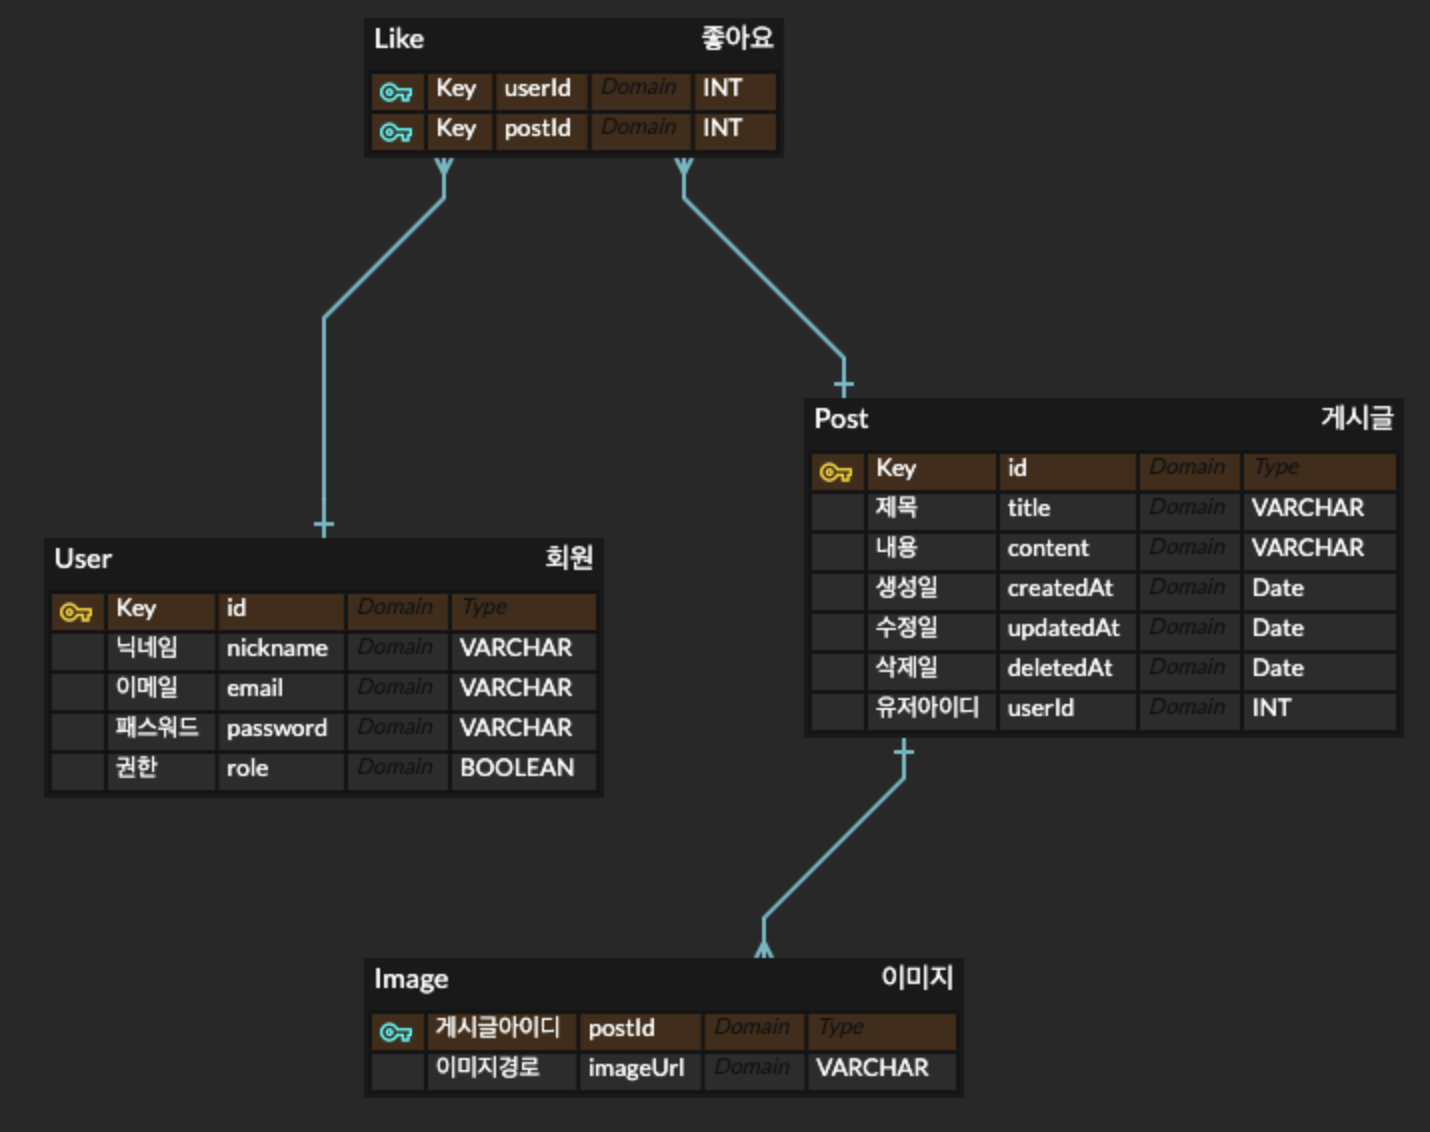 Like 좋아요
Key userId Domain INT
Key postId Domain INT
Post 게시글
Key id Domain Type
제목 title Domain VARCHAR
내용 content Domain VARCHAR
생성일 createdAt Domain Date
수정일 updatedAt Domain Date
삭제일 deletedAt Domain Date
유저아이디 userId Domain INT
User 회원
Key id Domain Type
닉네임 nickname Domain VARCHAR
이메일 email Domain VARCHAR
패스워드 password Domain VARCHAR
권한 role Domain BOOLEAN
Image 이미지
게시글아이디 postId Domain Type
이미지경로 imageUrl Domain VARCHAR